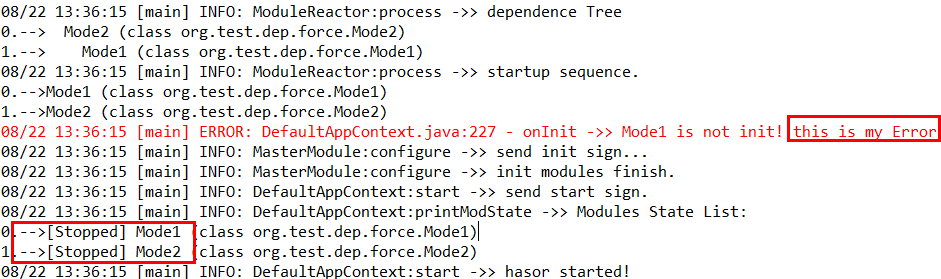 08/22 13:36:15 [main] INFO: ModuleReactor:process ->> dependence Tree
0.-->  Mode2 (class org.test.dep.force.Mode2)
1.-->    Mode1 (class org.test.dep.force.Mode1)
08/22 13:36:15 [main] INFO: ModuleReactor:process ->> startup sequence.
0.-->Mode1 (class org.test.dep.force.Mode1)
1.-->Mode2 (class org.test.dep.force.Mode2)
08/22 13:36:15 [main] ERROR: DefaultAppContext.java:227 - onInit ->> Mode1 is not init! this is my Error
08/22 13:36:15 [main] INFO: MasterModule:configure ->> send init sign...
08/22 13:36:15 [main] INFO: MasterModule:configure ->> init modules finish.
08/22 13:36:15 [main] INFO: DefaultAppContext:start ->> send start sign.
08/22 13:36:15 [main] INFO: DefaultAppContext:printModState ->> Modules State List:
0.-->[Stopped] Mode1 (class org.test.dep.force.Mode1)
1.-->[Stopped] Mode2 (class org.test.dep.force.Mode2)
08/22 13:36:15 [main] INFO: DefaultAppContext:start ->> hasor started!